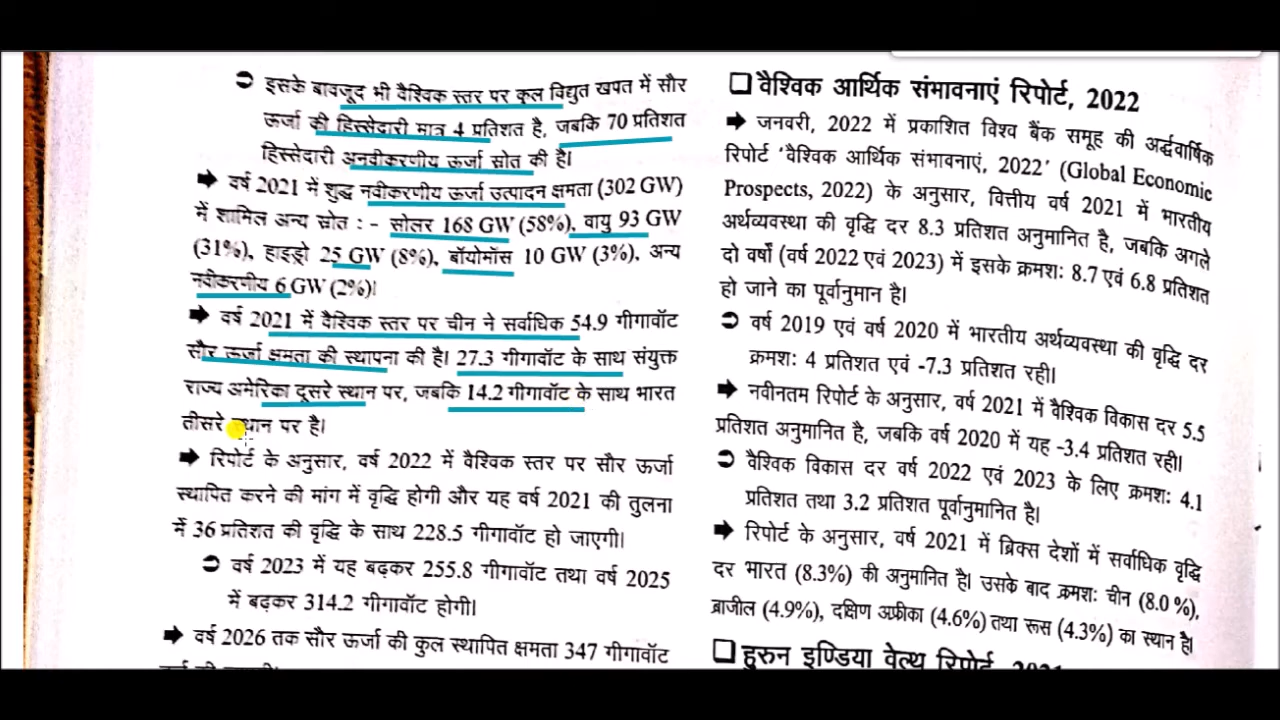 ➲ इसके बावजूद भी वैश्विक स्तर पर कुल विद्युत खपत में सौर
ऊर्जा की हिस्सेदारी मात्र 4 प्रतिशत है, जबकि 70 प्रतिशत
हिस्सेदारी अनवीकरणीय ऊर्जा स्रोत की है।
➡ वर्ष 2021 में शुद्ध नवीकरणीय ऊर्जा उत्पादन क्षमता (302 GW)
में शामिल अन्य स्रोत : - सोलर 168 GW (58%), वायु 93 GW
(31%), हाइड्रो 25 GW (8%), बॉयोमॉस 10 GW (3%), अन्य
नवीकरणीय 6 GW (2%)।
➡ वर्ष 2021 में वैश्विक स्तर पर चीन ने सर्वाधिक 54.9 गीगावॉट
सौर ऊर्जा क्षमता की स्थापना की है। 27.3 गीगावॉट के साथ संयुक्त
राज्य अमेरिका दूसरे स्थान पर, जबकि 14.2 गीगावॉट के साथ भारत
तीसरे स्थान पर है।
➡ रिपोर्ट के अनुसार, वर्ष 2022 में वैश्विक स्तर पर सौर ऊर्जा
स्थापित करने की मांग में वृद्धि होगी और यह वर्ष 2021 की तुलना
में 36 प्रतिशत की वृद्धि के साथ 228.5 गीगावॉट हो जाएगी।
➲ वर्ष 2023 में यह बढ़कर 255.8 गीगावॉट तथा वर्ष 2025
में बढ़कर 314.2 गीगावॉट होगी।
➡ वर्ष 2026 तक सौर ऊर्जा की कुल स्थापित क्षमता 347 गीगावॉट
❑ वैश्विक आर्थिक संभावनाएं रिपोर्ट, 2022
➡ जनवरी, 2022 में प्रकाशित विश्व बैंक समूह की अर्द्धवार्षिक
रिपोर्ट 'वैश्विक आर्थिक संभावनाएं, 2022' (Global Economic
Prospects, 2022) के अनुसार, वित्तीय वर्ष 2021 में भारतीय
अर्थव्यवस्था की वृद्धि दर 8.3 प्रतिशत अनुमानित है, जबकि अगले
दो वर्षों (वर्ष 2022 एवं 2023) में इसके क्रमश: 8.7 एवं 6.8 प्रतिशत
हो जाने का पूर्वानुमान है।
➲ वर्ष 2019 एवं वर्ष 2020 में भारतीय अर्थव्यवस्था की वृद्धि दर
क्रमश: 4 प्रतिशत एवं -7.3 प्रतिशत रही।
➡ नवीनतम रिपोर्ट के अनुसार, वर्ष 2021 में वैश्विक विकास दर 5.5
प्रतिशत अनुमानित है, जबकि वर्ष 2020 में यह -3.4 प्रतिशत रही।
➲ वैश्विक विकास दर वर्ष 2022 एवं 2023 के लिए क्रमश: 4.1
प्रतिशत तथा 3.2 प्रतिशत पूर्वानुमानित है।
➡ रिपोर्ट के अनुसार, वर्ष 2021 में ब्रिक्स देशों में सर्वाधिक वृद्धि
दर भारत (8.3%) की अनुमानित है। उसके बाद क्रमश: चीन (8.0 %),
ब्राजील (4.9%), दक्षिण अफ्रीका (4.6%) तथा रूस (4.3%) का स्थान है।
❑ हुरुन इण्डिया वेल्थ रिपोर्ट, 2021